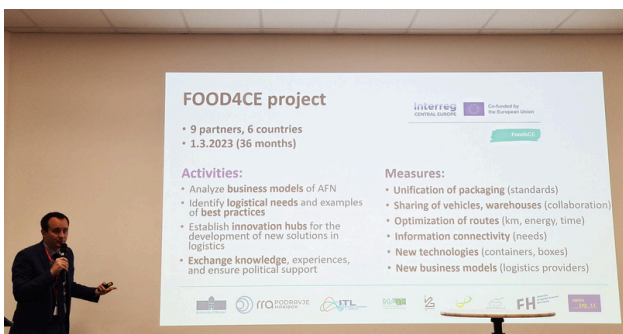 FOOD4CE project
Interreg
CENTRAL EUROPE
Co-funded by
the European Union
Food4CE
• 9 partners, 6 countries
• 1.3.2023 (36 months)
Activities:
• Analyze business models of AFN
• Identify logistical needs and examples
of best practices
• Establish innovation hubs for the
development of new solutions in
logistics
• Exchange knowledge, experiences,
and ensure political support
Measures:
• Unification of packaging (standards)
• Sharing of vehicles, warehouses (collaboration)
• Optimization of routes (km, energy, time)
• Information connectivity (needs)
• New technologies (containers, boxes)
• New business models (logistics providers)
rra PODRAVJE
MARIBOR
ITL
FH